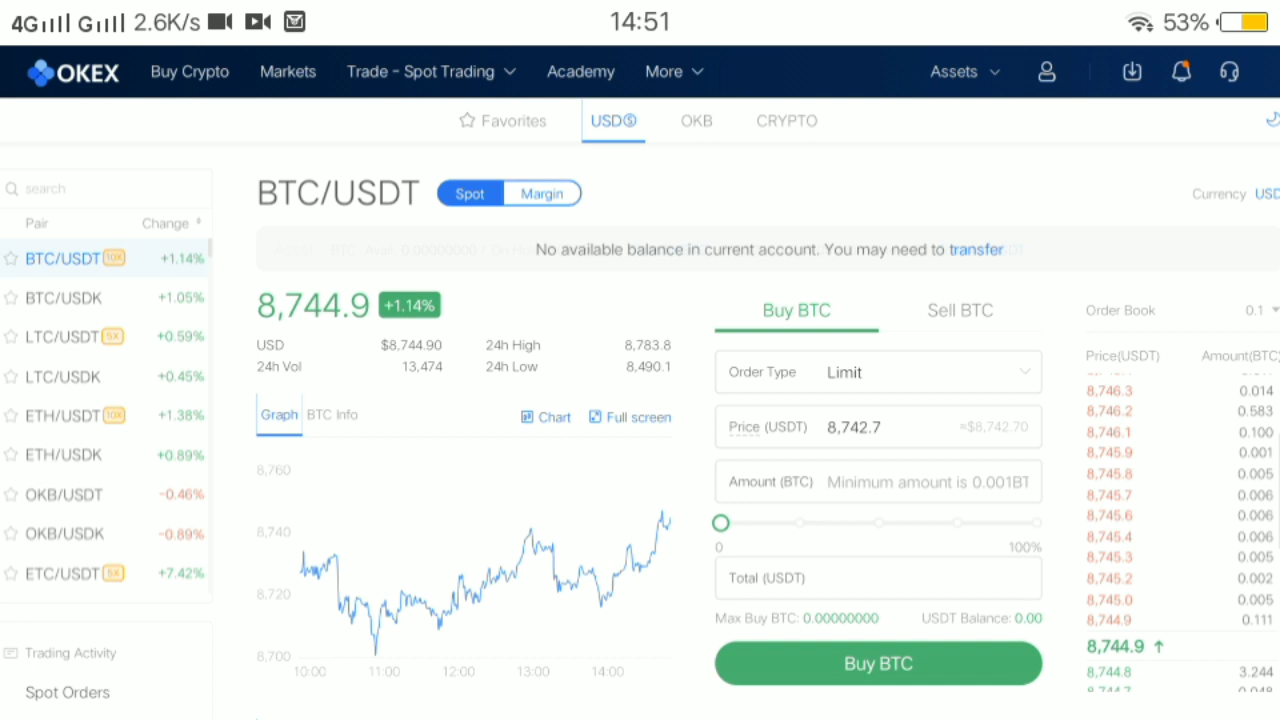 4G G 2.6K/s 14:51 53%
OKEX Buy Crypto Markets Trade - Spot Trading Academy More Assets
Favorites USD OKB CRYPTO
search
Pair Change
BTC/USDT 10X +1.14%
BTC/USDK +1.05%
LTC/USDT 5X +0.59%
LTC/USDK +0.45%
ETH/USDT 10X +1.38%
ETH/USDK +0.89%
OKB/USDT -0.46%
OKB/USDK -0.89%
ETC/USDT 5X +7.42%
Trading Activity
Spot Orders
BTC/USDT Spot Margin
Currency USD
No available balance in current account. You may need to transfer
8,744.9 +1.14%
USD $8,744.90 24h High 8,783.8
24h Vol 13,474 24h Low 8,490.1
Graph BTC Info Chart Full screen
8,760
8,740
8,720
8,700
10:00 11:00 12:00 13:00 14:00
Buy BTC Sell BTC
Order Type Limit
Price (USDT) 8,742.7 ≈$8,742.70
Amount (BTC) Minimum amount is 0.001BT
0 100%
Total (USDT)
Max Buy BTC: 0.00000000 USDT Balance: 0.00
Buy BTC
Order Book 0.1
Price(USDT) Amount(BTC)
8,746.3 0.014
8,746.2 0.583
8,746.1 0.100
8,745.9 0.001
8,745.8 0.005
8,745.7 0.006
8,745.6 0.006
8,745.4 0.006
8,745.3 0.005
8,745.2 0.002
8,745.0 0.005
8,744.9 0.111
8,744.9 ↑
8,744.8 3.244